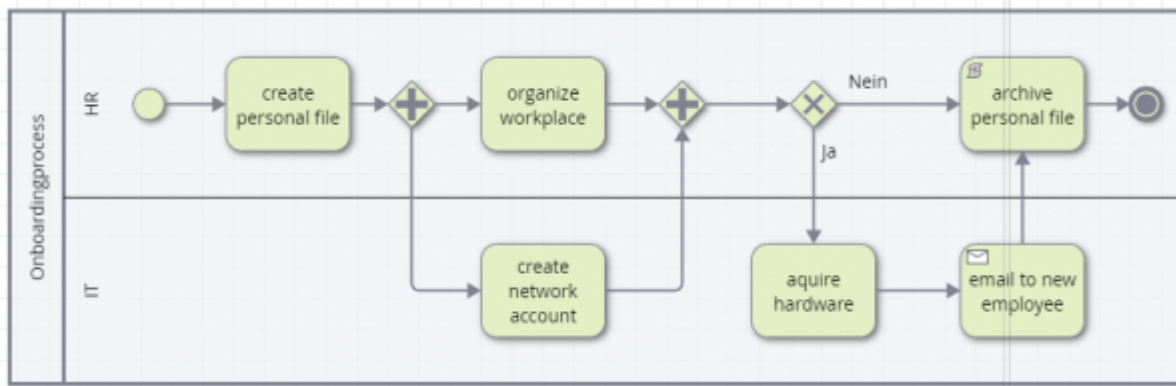 Onboardingprocess
HR
create
personal file
organize
workplace
Nein
archive
personal file
Ja
IT
create
network
account
aquire
hardware
email to new
employee